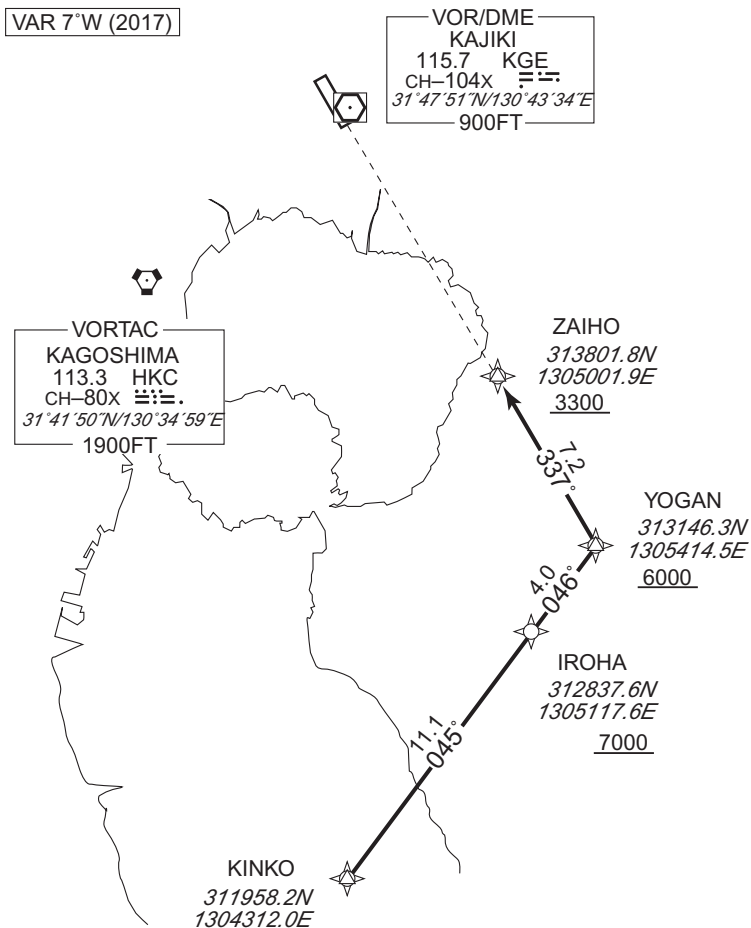 VAR 7°W (2017)
VOR/DME
KAJIKI
115.7 KGE
CH–104X
31°47´51˝N/130°43´34˝E
900FT
VORTAC
KAGOSHIMA
113.3 HKC
CH–80X
31°41´50˝N/130°34´59˝E
1900FT
ZAIHO
313801.8N
1305001.9E
3300
7.2
337°
YOGAN
313146.3N
1305414.5E
6000
4.0
046°
IROHA
312837.6N
1305117.6E
7000
11.1
045°
KINKO
311958.2N
1304312.0E